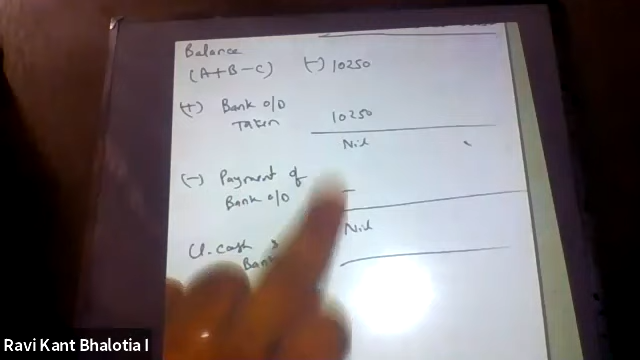 Balance
(A+B-C) (-) 10250
(+) Bank o/D
Taken 10250
Nil
(-) Payment of
Bank o/D -
Nil
Cl. cash &
Bank
Ravi Kant Bhalotia I